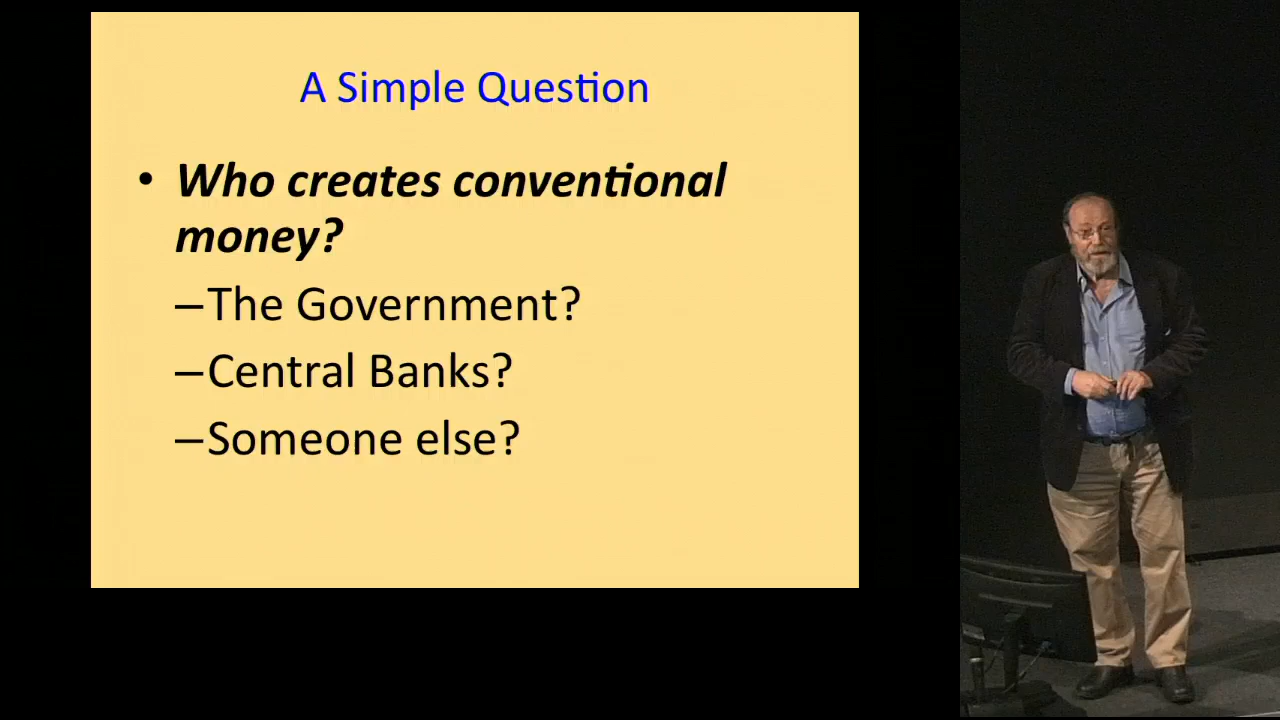 A Simple Question
• Who creates conventional
money?
–The Government?
–Central Banks?
–Someone else?